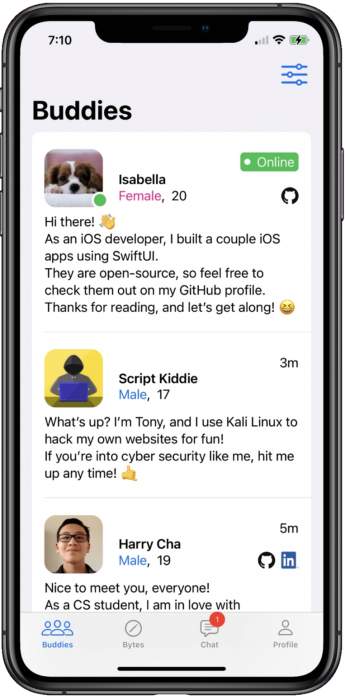 7:10
Buddies
Online
Isabella
Female, 20
Hi there! 👋
As an iOS developer, I built a couple iOS
apps using SwiftUI.
They are open-source, so feel free to
check them out on my GitHub profile.
Thanks for reading, and let's get along! 😆
3m
Script Kiddie
Male, 17
What's up? I'm Tony, and I use Kali Linux to
hack my own websites for fun!
If you're into cyber security like me, hit me
up any time! 🤙
5m
Harry Cha
Male, 19
in
Nice to meet you, everyone!
As a CS student, I am in love with
1
Buddies
Bytes
Chat
Profile